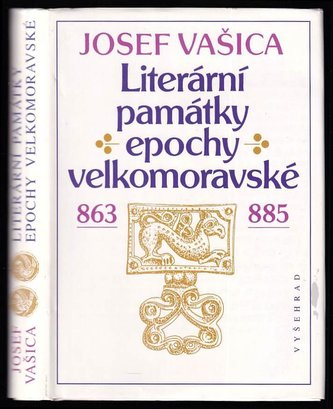 JOSEF VAŠICA
Literární
památky
epochy
velkomoravské
863 885
VYŠEHRAD
JOSEF
VAŠICA
LITERÁRNÍ PAMÁTKY
EPOCHY VELKOMORAVSKÉ